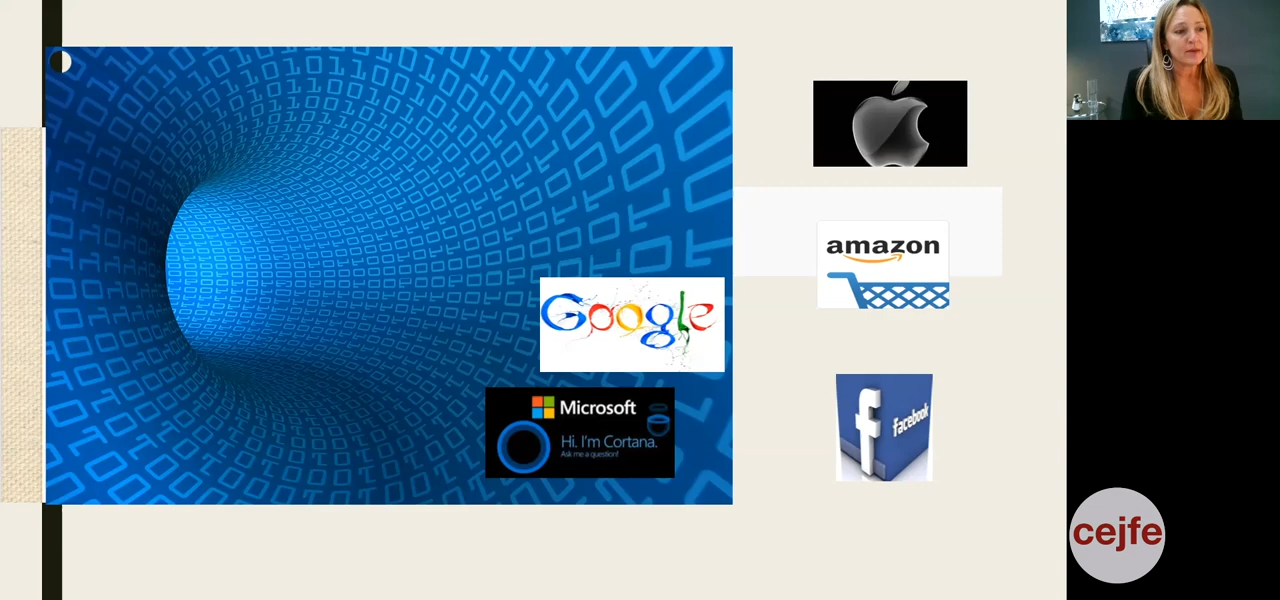 amazon
Google
Microsoft
Hi. I'm Cortana.
Ask me a question!
facebook
cejfe